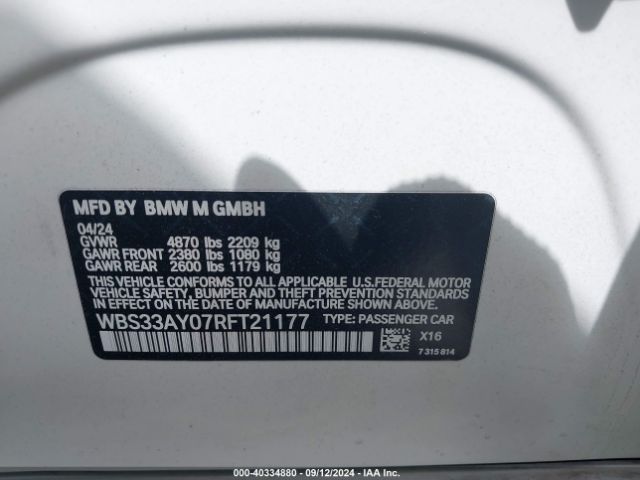 MFD BY BMW M GMBH
04/24
GVWR 4870 lbs 2209 kg
GAWR FRONT 2380 lbs 1080 kg
GAWR REAR 2600 lbs 1179 kg
THIS VEHICLE CONFORMS TO ALL APPLICABLE U.S.FEDERAL MOTOR
VEHICLE SAFETY, BUMPER AND THEFT PREVENTION STANDARDS
IN EFFECT ON THE DATE OF MANUFACTURE SHOWN ABOVE.
WBS33AY07RFT21177 TYPE: PASSENGER CAR
X16
7 315 814
000-40334880 - 09/12/2024 - IAA Inc.